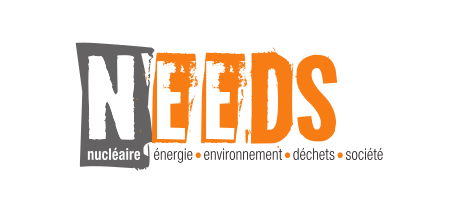 NEEDS
nucléaire énergie • environnement • déchets • société